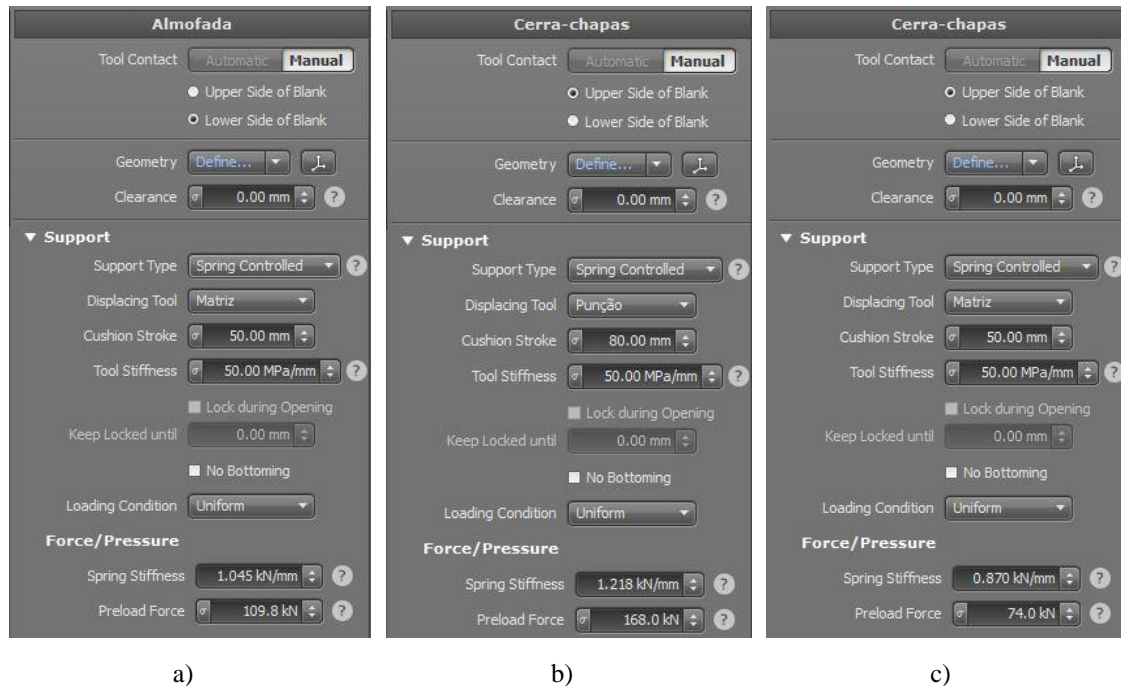 Almofada
Tool Contact Automatic Manual
Upper Side of Blank
Lower Side of Blank
Geometry Define...
Clearance σ 0.00 mm ?
Support
Support Type Spring Controlled ?
Displacing Tool Matriz
Cushion Stroke σ 50.00 mm
Tool Stiffness σ 50.00 MPa/mm ?
Lock during Opening
Keep Locked until 0.00 mm
No Bottoming
Loading Condition Uniform
Force/Pressure
Spring Stiffness 1.045 kN/mm ?
Preload Force σ 109.8 kN ?
a)
Cerra-chapas
Tool Contact Automatic Manual
Upper Side of Blank
Lower Side of Blank
Geometry Define...
Clearance σ 0.00 mm ?
Support
Support Type Spring Controlled ?
Displacing Tool Punção
Cushion Stroke σ 80.00 mm
Tool Stiffness σ 50.00 MPa/mm ?
Lock during Opening
Keep Locked until 0.00 mm
No Bottoming
Loading Condition Uniform
Force/Pressure
Spring Stiffness 1.218 kN/mm ?
Preload Force σ 168.0 kN ?
b)
Cerra-chapas
Tool Contact Automatic Manual
Upper Side of Blank
Lower Side of Blank
Geometry Define...
Clearance σ 0.00 mm ?
Support
Support Type Spring Controlled ?
Displacing Tool Matriz
Cushion Stroke σ 50.00 mm
Tool Stiffness σ 50.00 MPa/mm ?
Lock during Opening
Keep Locked until 0.00 mm
No Bottoming
Loading Condition Uniform
Force/Pressure
Spring Stiffness 0.870 kN/mm ?
Preload Force σ 74.0 kN ?
c)